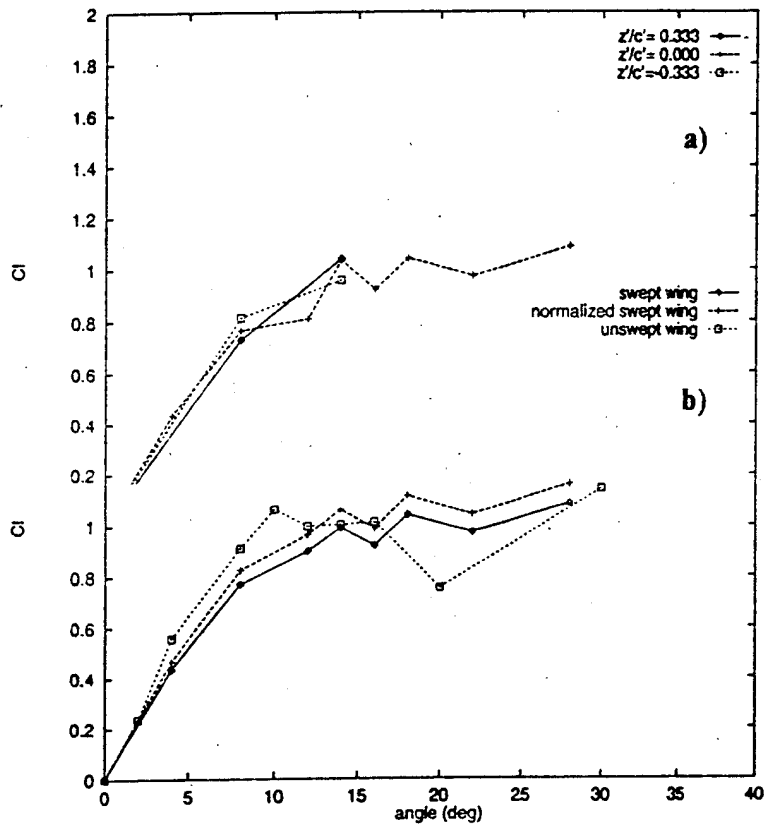 2
1.8
1.6
1.4
1.2
1
0.8
0.6
0.4
0.2
1
0.8
0.6
0.4
0.2
0
Cl
Cl
z'/c'= 0.333
z'/c'= 0.000
z'/c'=-0.333
a)
swept wing
normalized swept wing
unswept wing
b)
0 5 10 15 20 25 30 35 40
angle (deg)